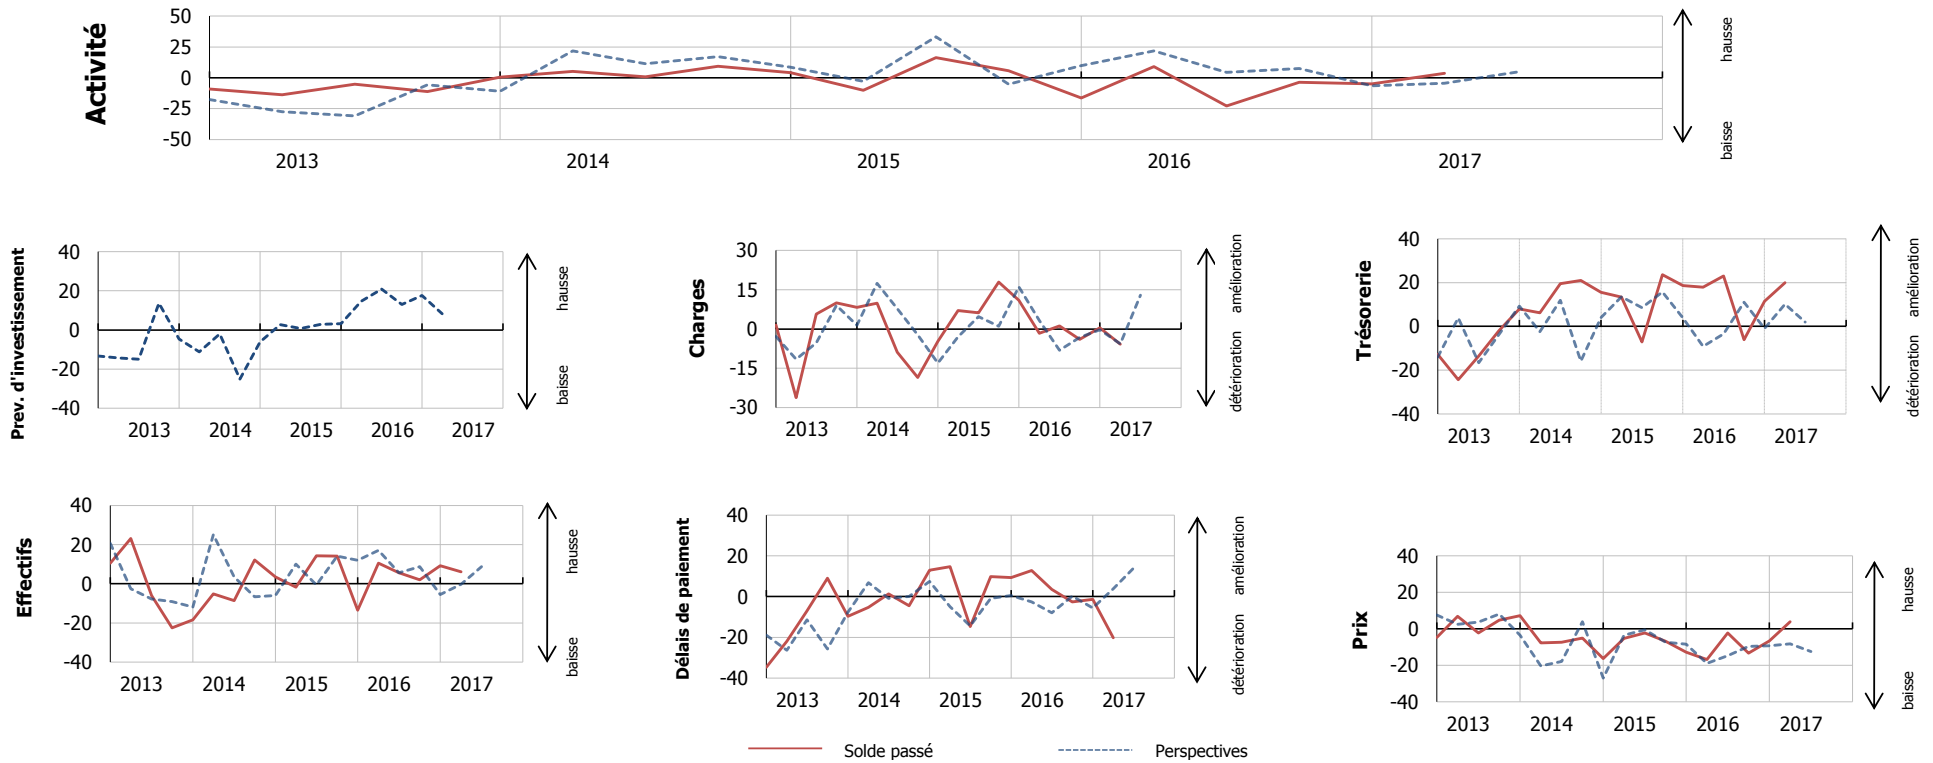 Activité
50
25
0
-25
-50
2013 2014 2015 2016 2017
hausse
baisse
Prev. d'investissement
40
20
0
-20
-40
2013 2014 2015 2016 2017
hausse
baisse
Charges
30
15
0
-15
-30
2013 2014 2015 2016 2017
amélioration
détérioration
Trésorerie
40
20
0
-20
-40
2013 2014 2015 2016 2017
amélioration
détérioration
Effectifs
40
20
0
-20
-40
2013 2014 2015 2016 2017
hausse
baisse
Délais de paiement
40
20
0
-20
-40
2013 2014 2015 2016 2017
amélioration
détérioration
Prix
40
20
0
-20
-40
2013 2014 2015 2016 2017
hausse
baisse
Solde passé
Perspectives